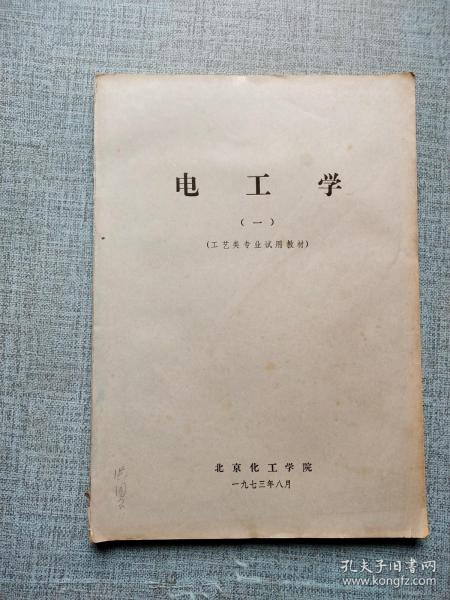 电工学
(一)
(工艺类专业试用教材)
北京化工学院
一九七三年八月
孔夫子旧书网
www.kongfz.com